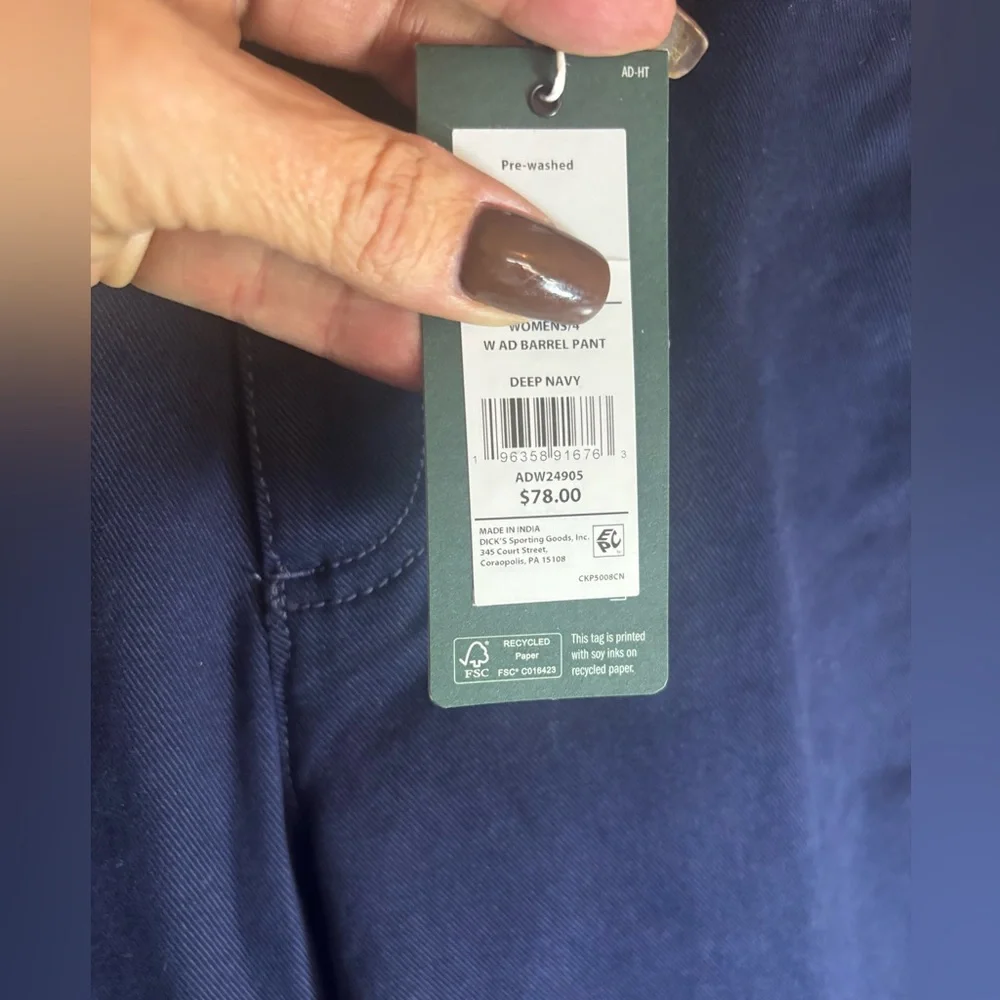 AD-HT
Pre-washed
WOMENS/4
W AD BARREL PANT
DEEP NAVY
1 96358 91676 3
ADW24905
$78.00
MADE IN INDIA
DICK'S Sporting Goods, Inc.
345 Court Street,
Coraopolis, PA 15108
EPC
CKP5008CN
FSC
RECYCLED
Paper
FSC® C016423
This tag is printed
with soy inks on
recycled paper.